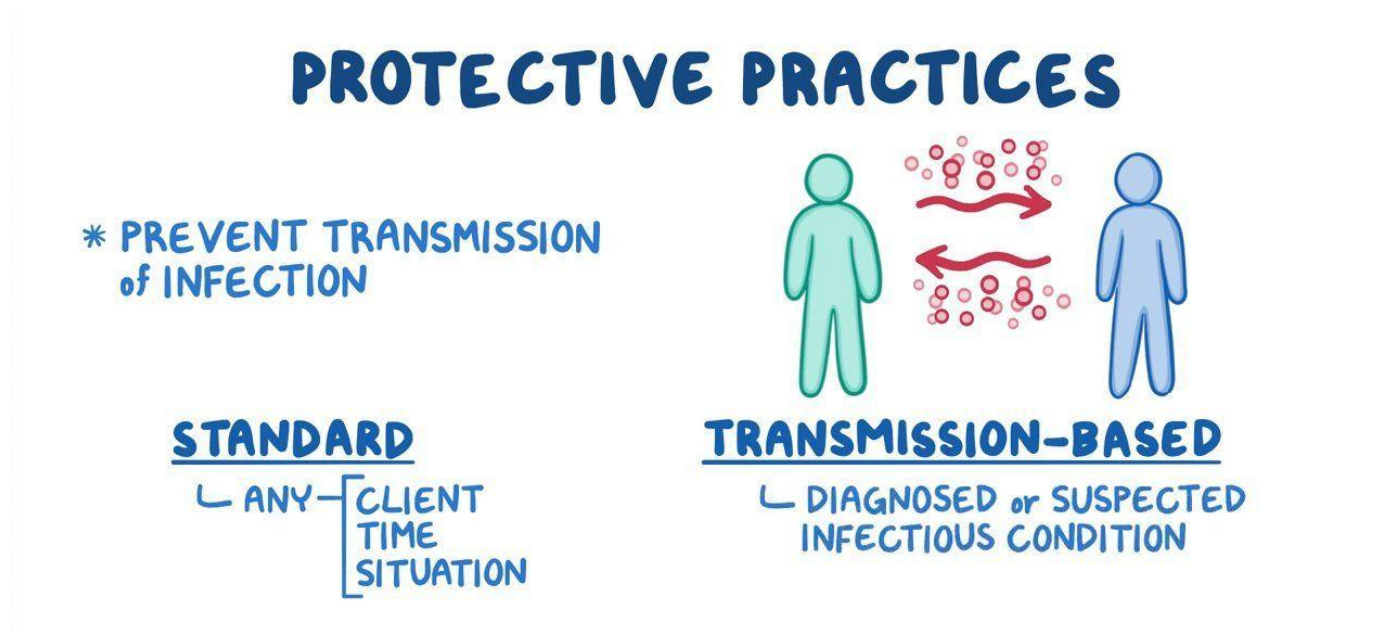 PROTECTIVE PRACTICES
* PREVENT TRANSMISSION
of INFECTION
STANDARD
ANY
CLIENT
TIME
SITUATION
TRANSMISSION-BASED
DIAGNOSED or SUSPECTED
INFECTIOUS CONDITION